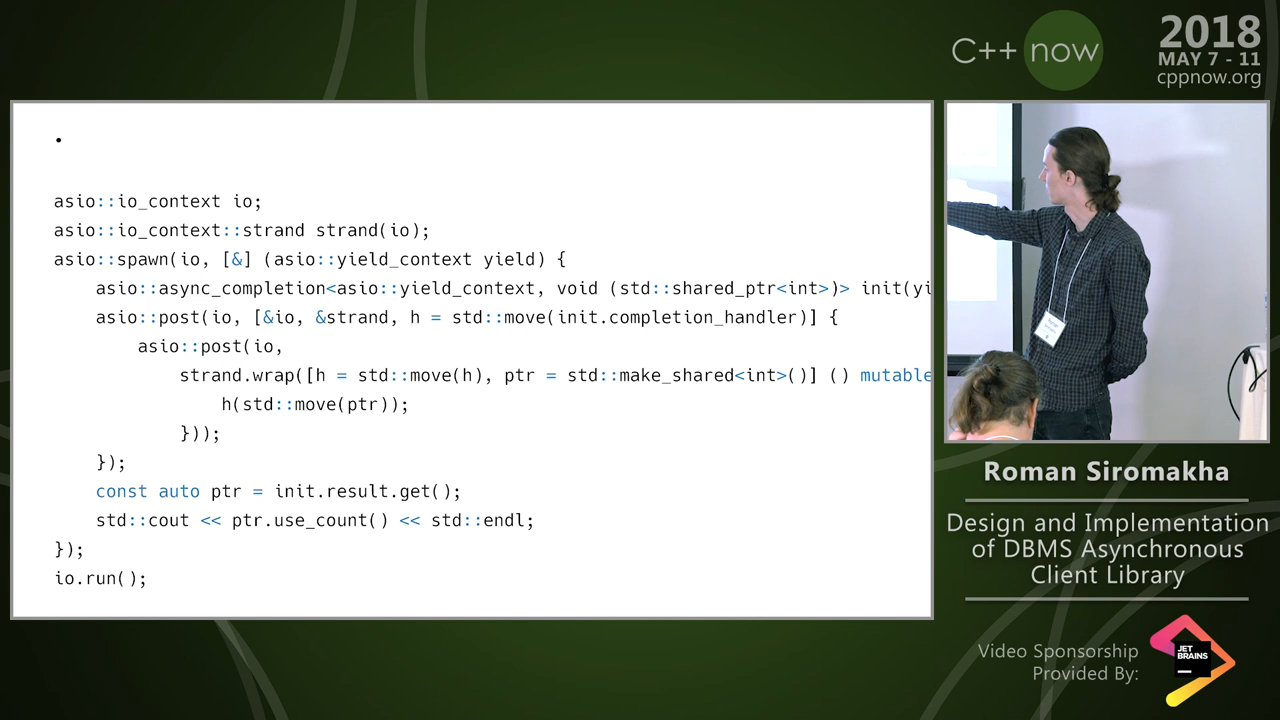 C++ now
2018
MAY 7 - 11
cppnow.org
•
asio::io_context io;
asio::io_context::strand strand(io);
asio::spawn(io, [&] (asio::yield_context yield) {
    asio::async_completion<asio::yield_context, void (std::shared_ptr<int>)> init(yi
    asio::post(io, [&io, &strand, h = std::move(init.completion_handler)] {
        asio::post(io,
            strand.wrap([h = std::move(h), ptr = std::make_shared<int>()] () mutable
                h(std::move(ptr));
            }));
    });
    const auto ptr = init.result.get();
    std::cout << ptr.use_count() << std::endl;
});
io.run();
Roman Siromakha
Design and Implementation
of DBMS Asynchronous
Client Library
Video Sponsorship
Provided By:
JET
BRAINS